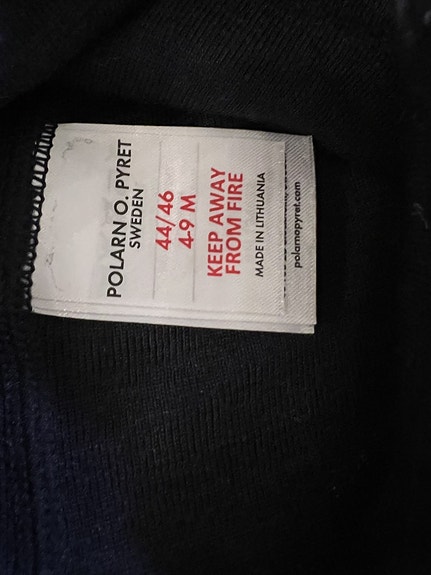 POLARN O. PYRET
SWEDEN
44/46
4-9 M
KEEP AWAY
FROM FIRE
MADE IN LITHUANIA
polarnopyret.com